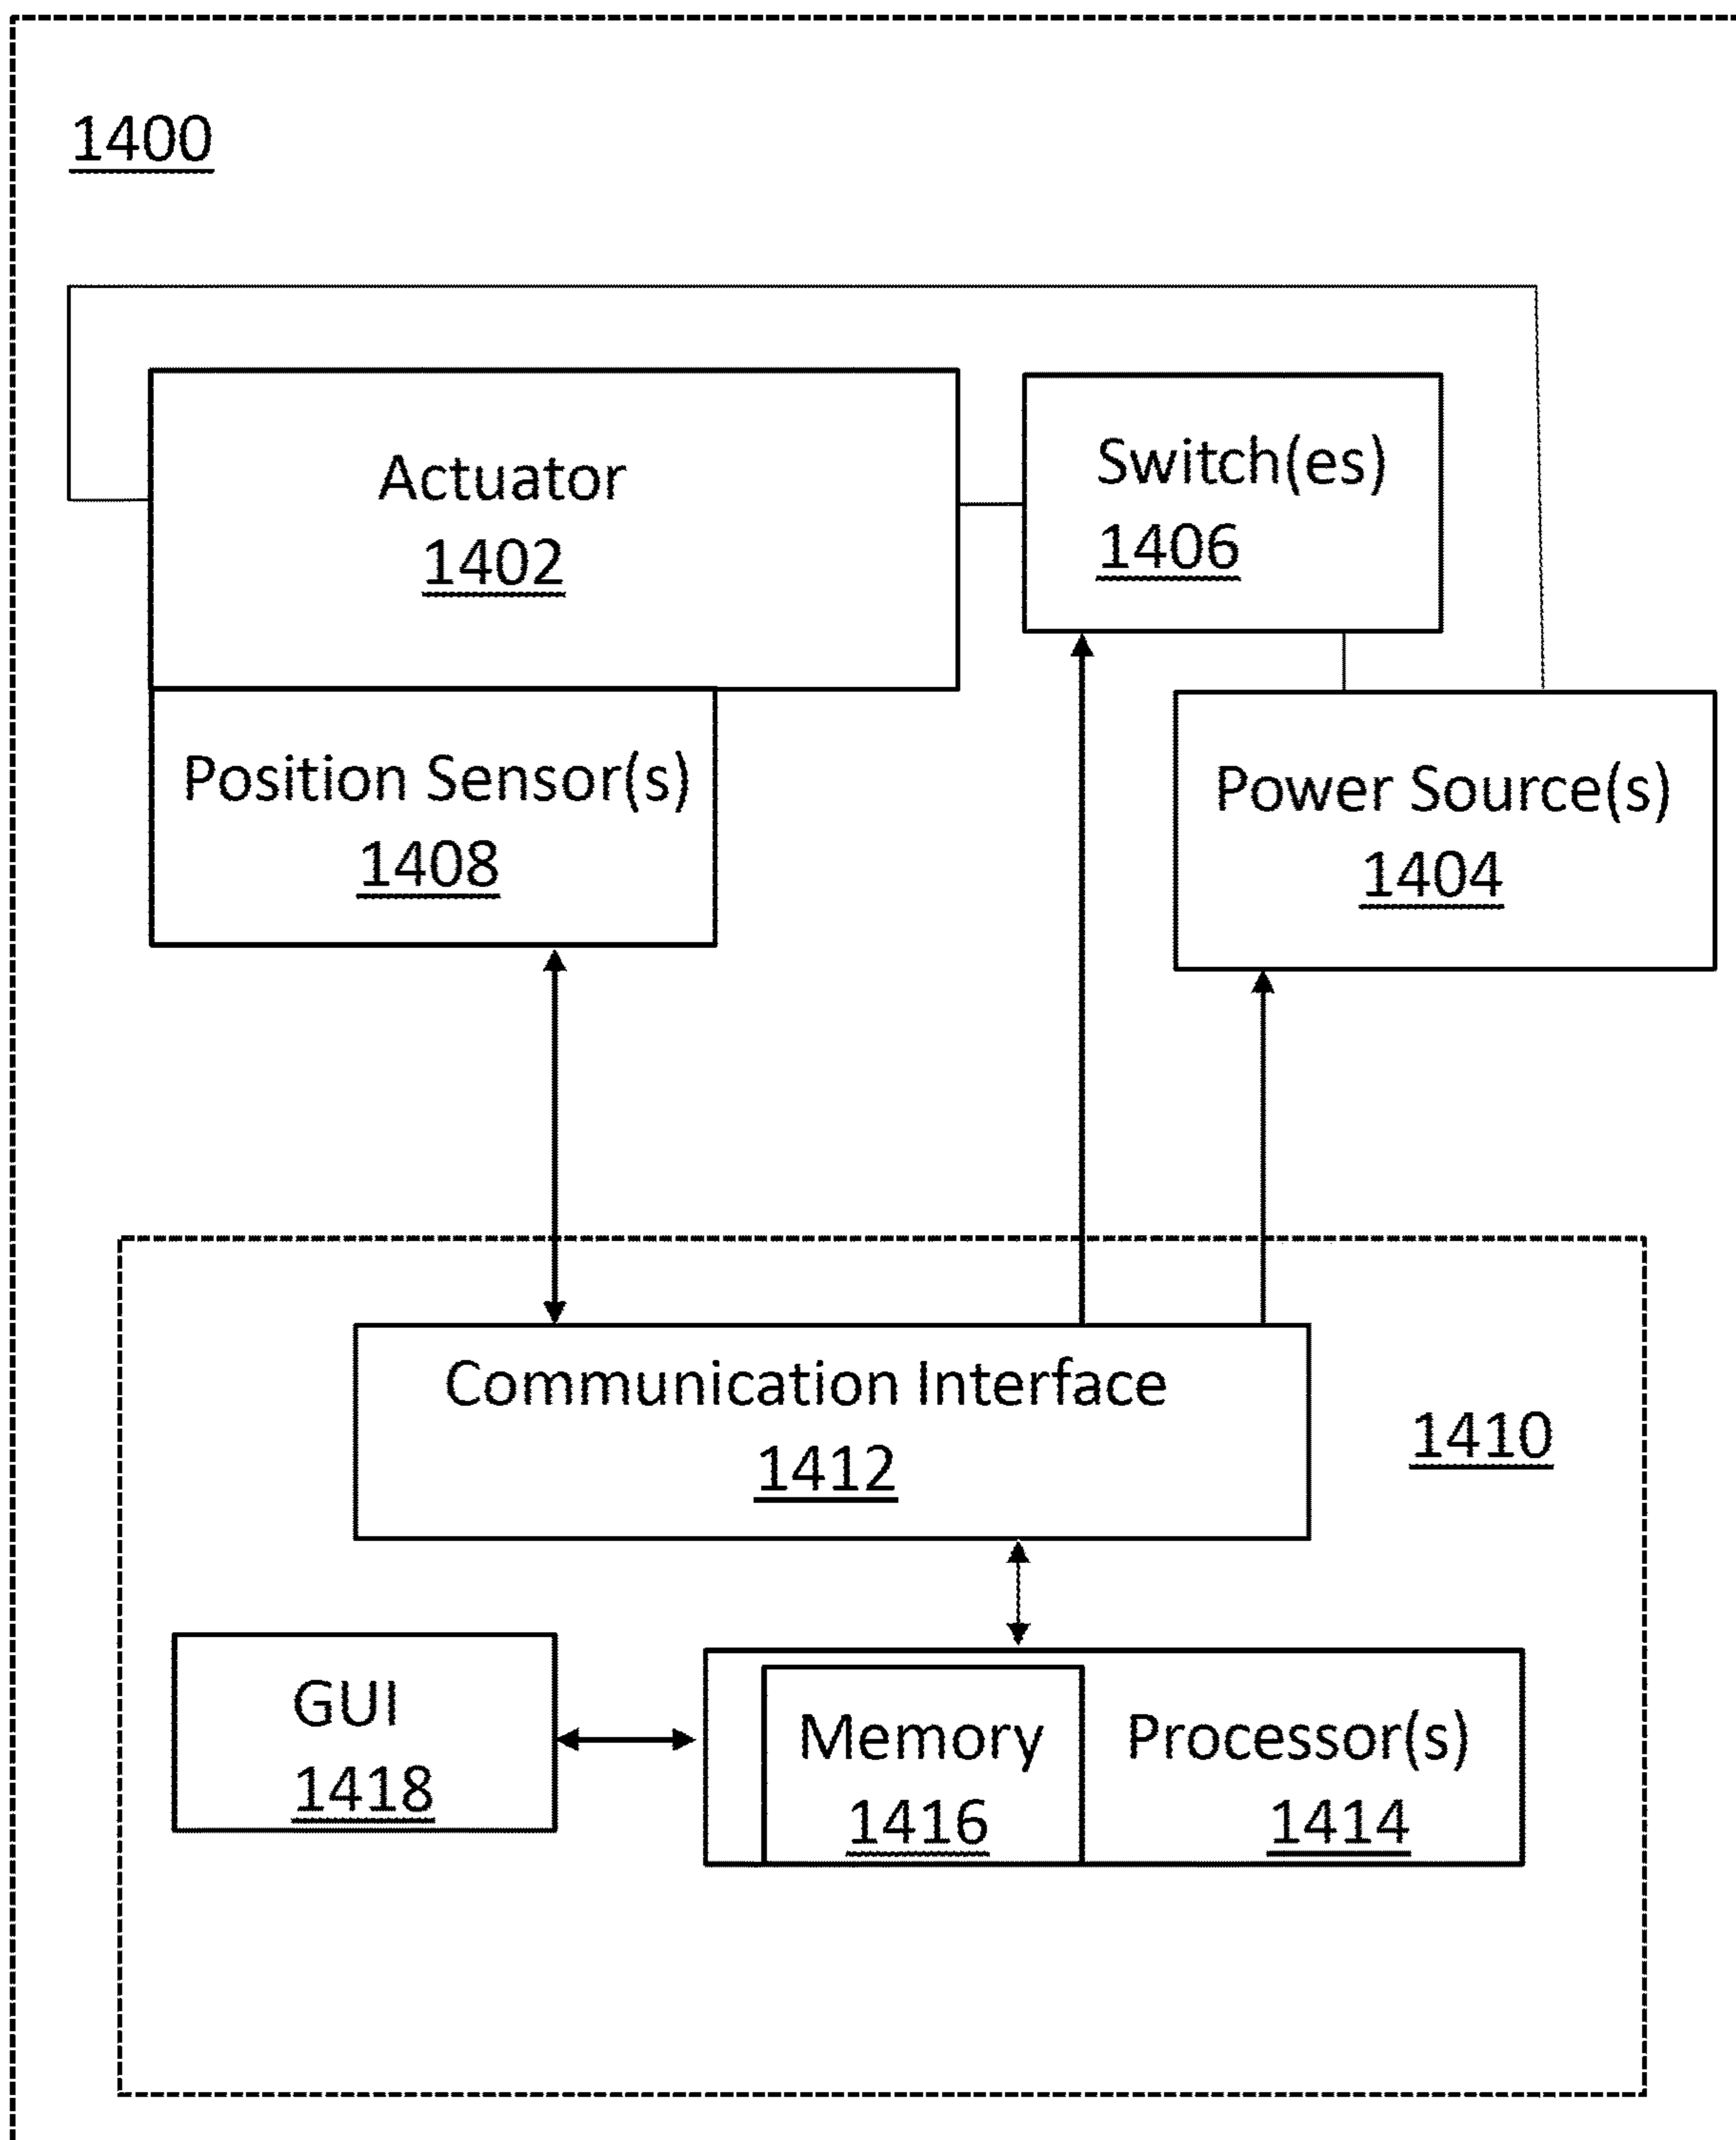 1400
Actuator
1402
Switch(es)
1406
Position Sensor(s)
1408
Power Source(s)
1404
Communication Interface
1412
1410
GUI
1418
Memory
1416
Processor(s)
1414